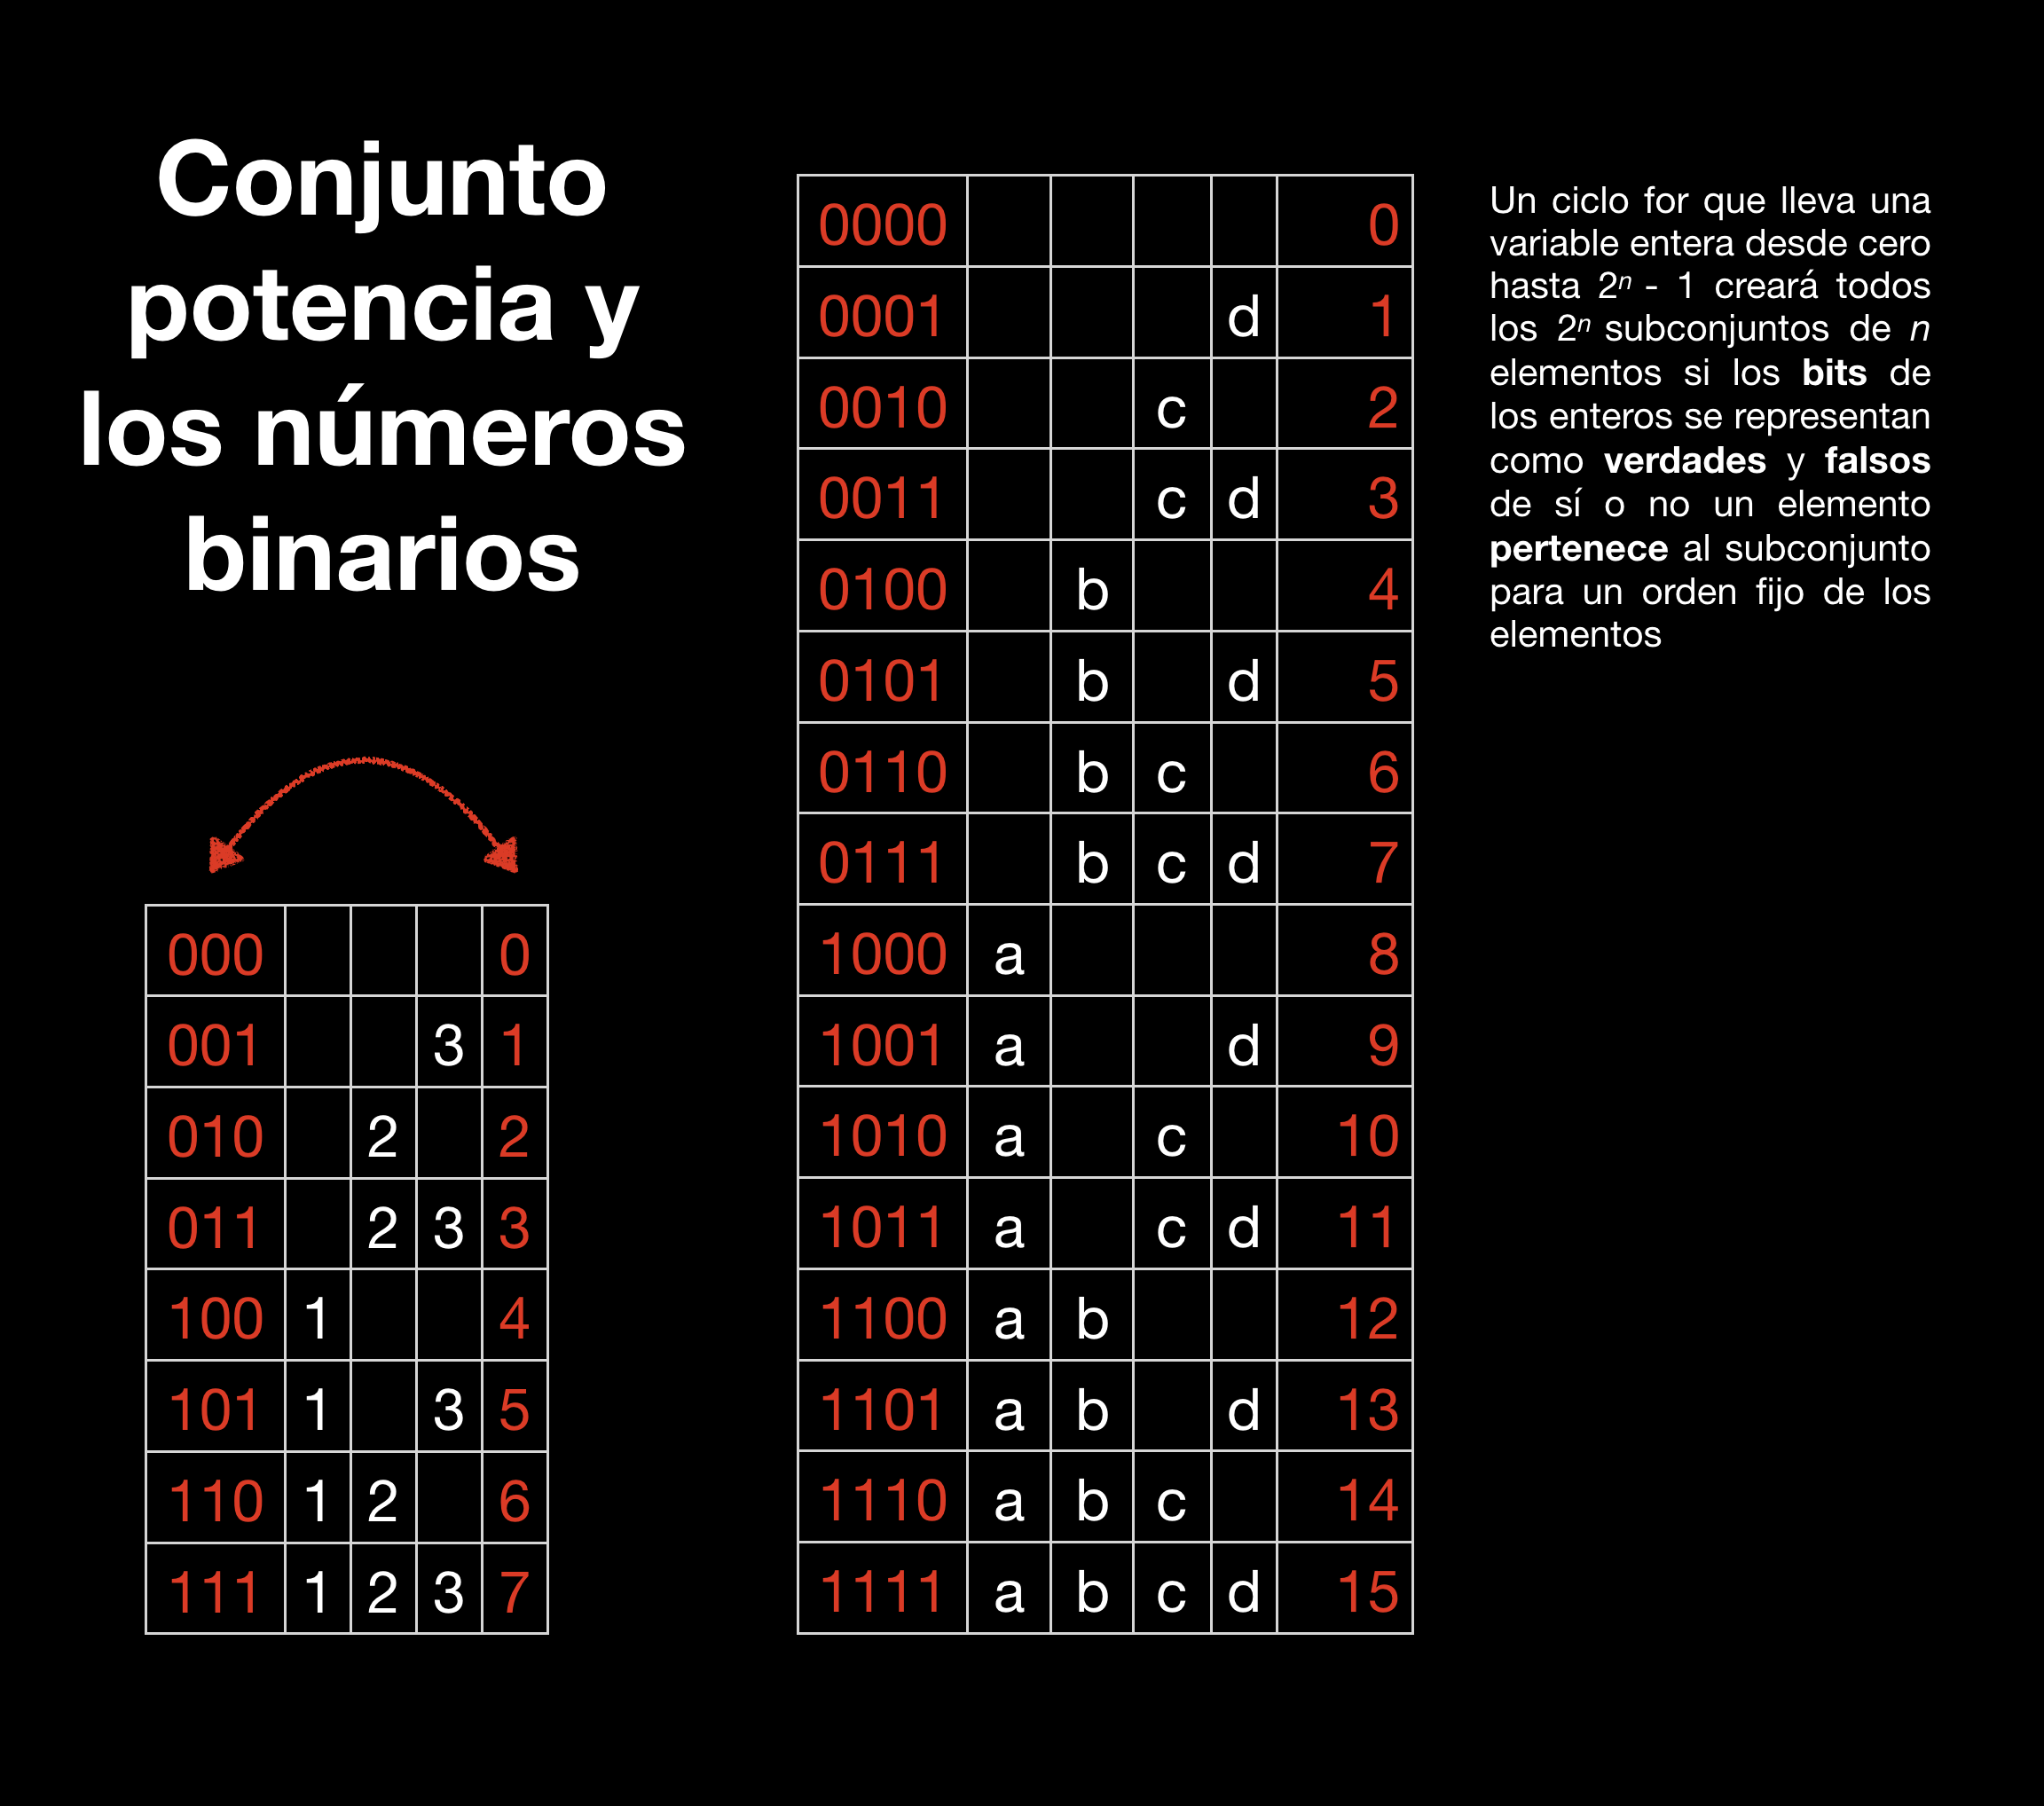 Conjunto
potencia y
los números
binarios
000 0
001 3 1
010 2 2
011 2 3 3
100 1 4
101 1 3 5
110 1 2 6
111 1 2 3 7
0000 0
0001 d 1
0010 c 2
0011 c d 3
0100 b 4
0101 b d 5
0110 b c 6
0111 b c d 7
1000 a 8
1001 a d 9
1010 a c 10
1011 a c d 11
1100 a b 12
1101 a b d 13
1110 a b c 14
1111 a b c d 15
Un ciclo for que lleva una
variable entera desde cero
hasta 2ⁿ - 1 creará todos
los 2ⁿ subconjuntos de n
elementos si los bits de
los enteros se representan
como verdades y falsos
de sí o no un elemento
pertenece al subconjunto
para un orden fijo de los
elementos